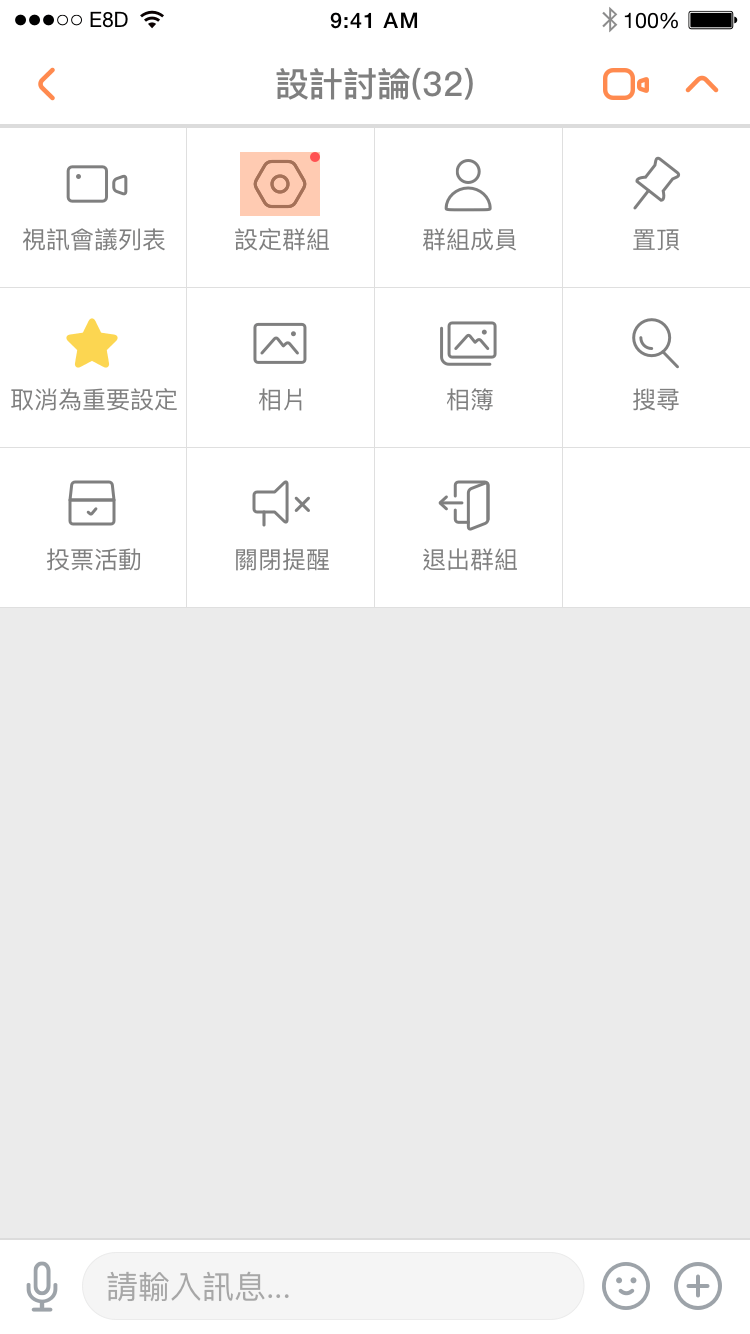 E8D 9:41 AM 100%
設計討論(32)
視訊會議列表 設定群組 群組成員 置頂
取消為重要設定 相片 相簿 搜尋
投票活動 關閉提醒 退出群組
請輸入訊息...